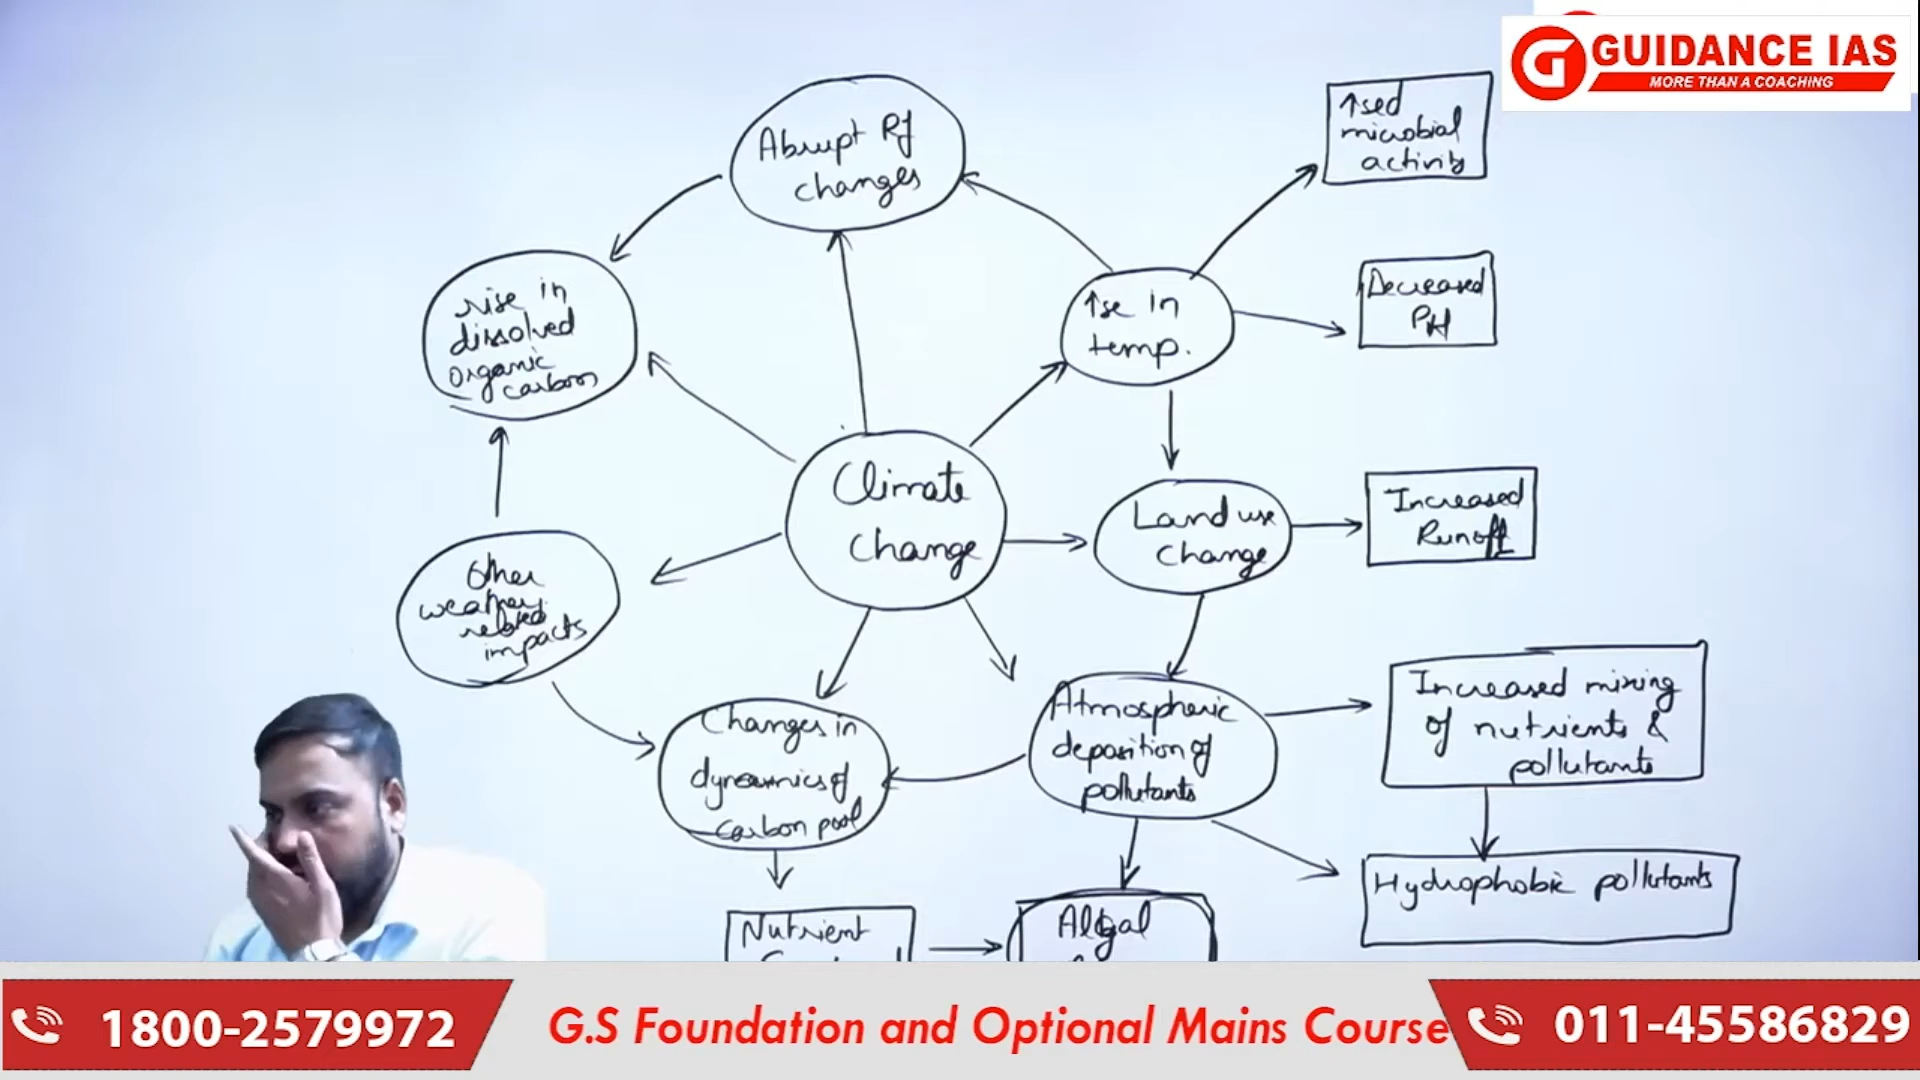 GUIDANCE IAS
MORE THAN A COACHING
Abrupt Rf
changes
↑sed
microbial
activity
rise in
dissolved
organic
carbon
↑se in
temp.
Decreased
PH
Climate
Change
Land use
Change
Increased
Runoff
Other
weather
related
impacts
Changes in
dynamics of
carbon pool
Atmospheric
deposition of
pollutants
Increased mixing
of nutrients &
pollutants
Hydrophobic pollutants
Nutrient
Algal
1800-2579972
G.S Foundation and Optional Mains Course
011-45586829